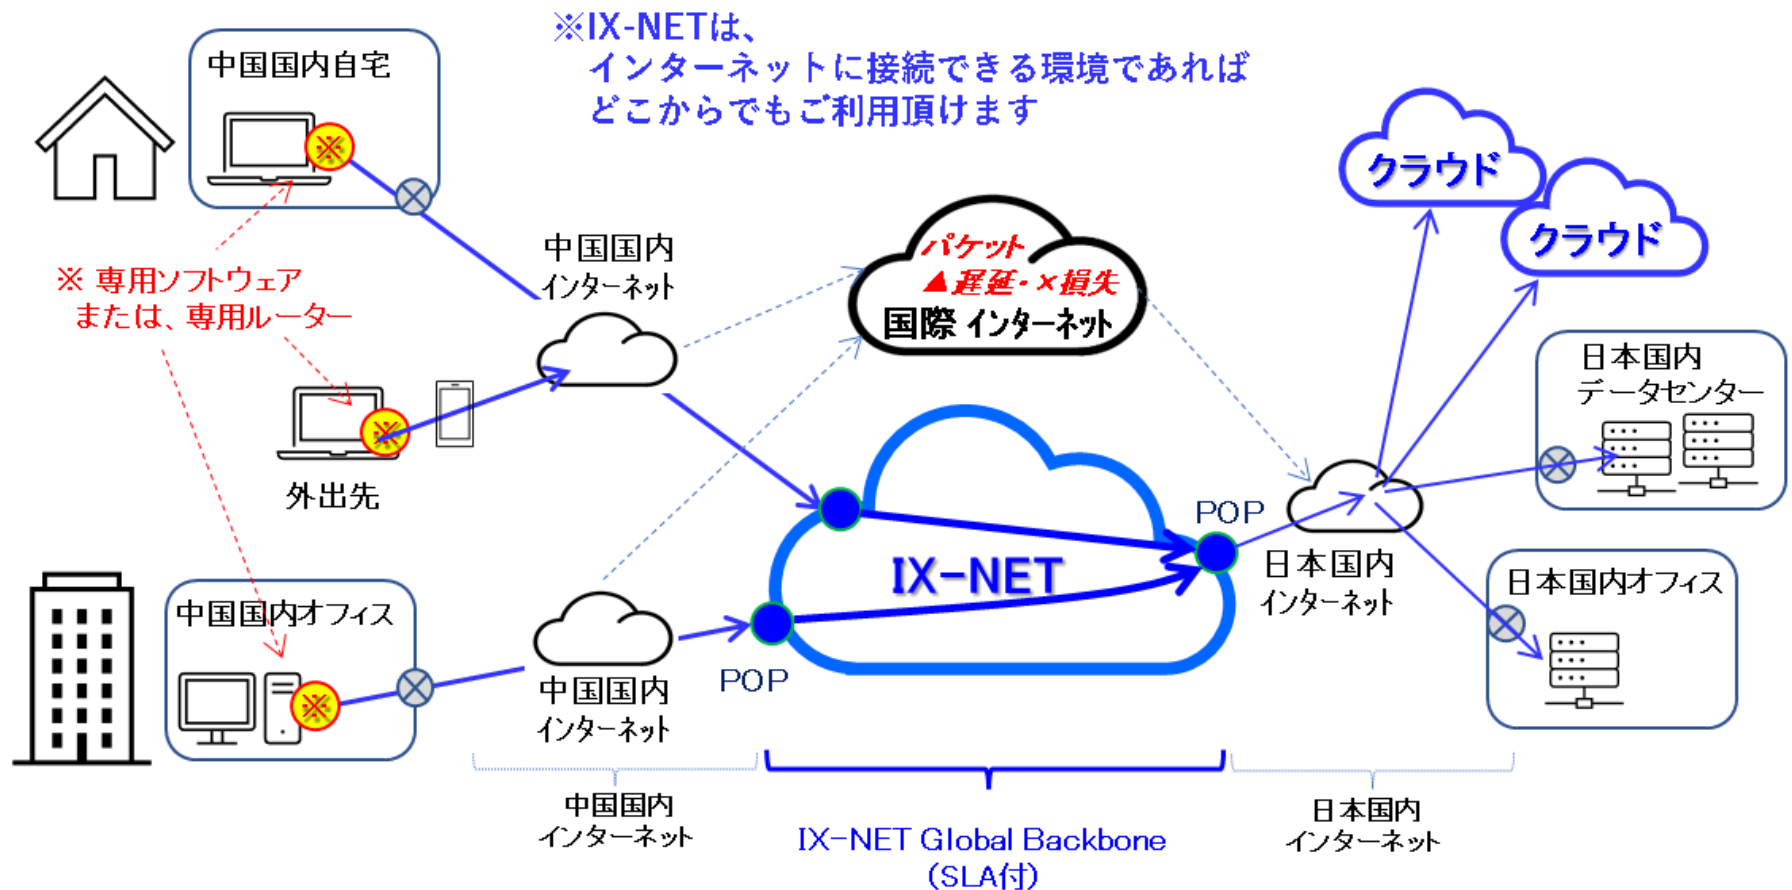 ※IX-NETは、
インターネットに接続できる環境であれば
どこからでもご利用頂けます
中国国内自宅
※
クラウド
クラウド
中国国内
インターネット
パケット
▲遅延・×損失
国際 インターネット
※ 専用ソフトウェア
または、専用ルーター
※
外出先
日本国内
データセンター
POP
IX-NET
日本国内
インターネット
日本国内オフィス
中国国内オフィス
※
中国国内
インターネット
POP
中国国内
インターネット
IX-NET Global Backbone
(SLA付)
日本国内
インターネット